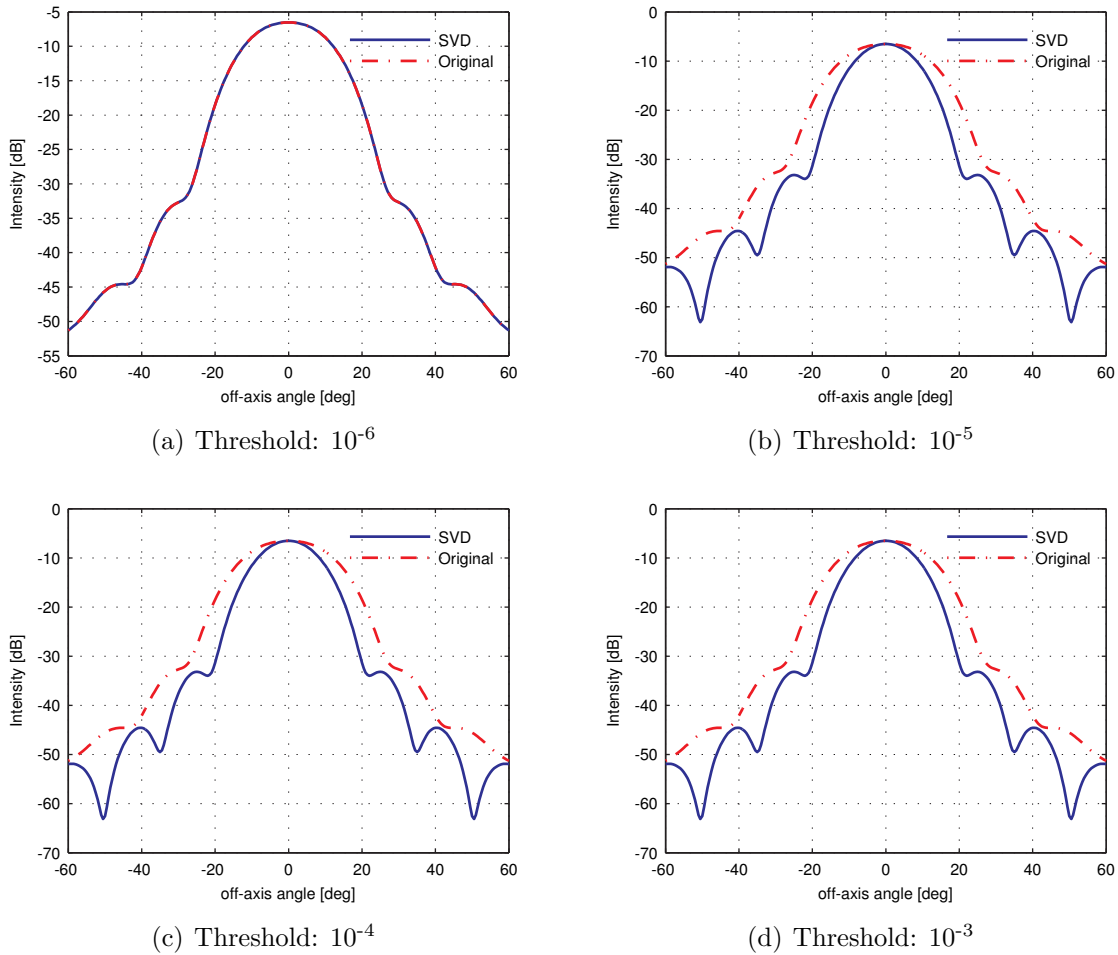 -5
-10
-15
-20
-25
-30
-35
-40
-45
-50
-55
Intensity [dB]
SVD
Original
-60 -40 -20 0 20 40 60
off-axis angle [deg]
(a) Threshold: 10-6
0
-10
-20
-30
-40
-50
-60
-70
Intensity [dB]
SVD
Original
-60 -40 -20 0 20 40 60
off-axis angle [deg]
(b) Threshold: 10-5
0
-10
-20
-30
-40
-50
-60
-70
Intensity [dB]
SVD
Original
-60 -40 -20 0 20 40 60
off-axis angle [deg]
(c) Threshold: 10-4
0
-10
-20
-30
-40
-50
-60
-70
Intensity [dB]
SVD
Original
-60 -40 -20 0 20 40 60
off-axis angle [deg]
(d) Threshold: 10-3